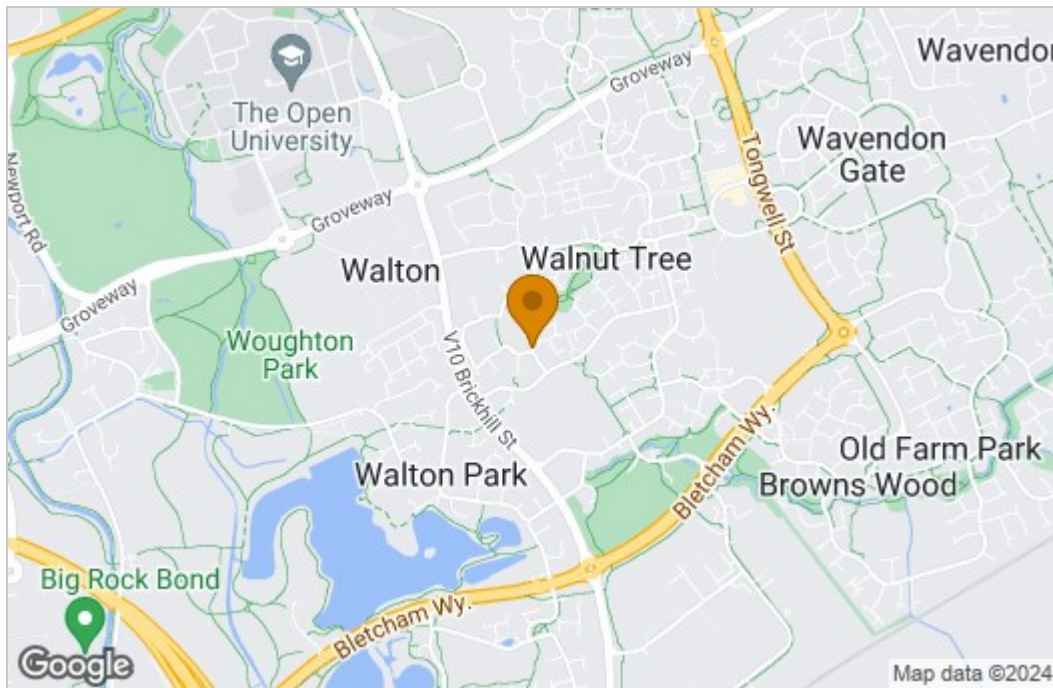 Wavendon
Groveway
The Open
University
Wavendon
Gate
Tongwell St
Newport Rd
Groveway
Walton
Walnut Tree
Groveway
Woughton
Park
V10 Brickhill St
Bletcham Wy.
Walton Park
Old Farm Park
Browns Wood
Big Rock Bond
Bletcham Wy.
Google
Map data ©2024